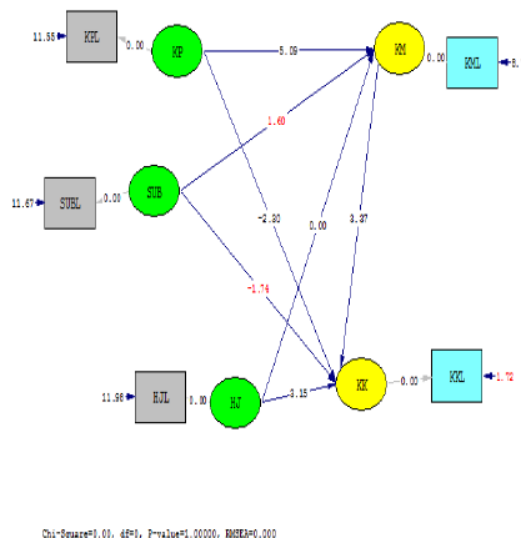 11.55 KPL 0.00 KP 5.09 KM 0.00 KML
1.60
11.67 SUBL 0.00 SUB -2.30 0.00 3.37
-1.74
11.98 HJL 0.00 HJ 3.15 KK 0.00 KKL 1.72
Chi-Square=0.00, df=0, P-value=1.00000, RMSEA=0.000